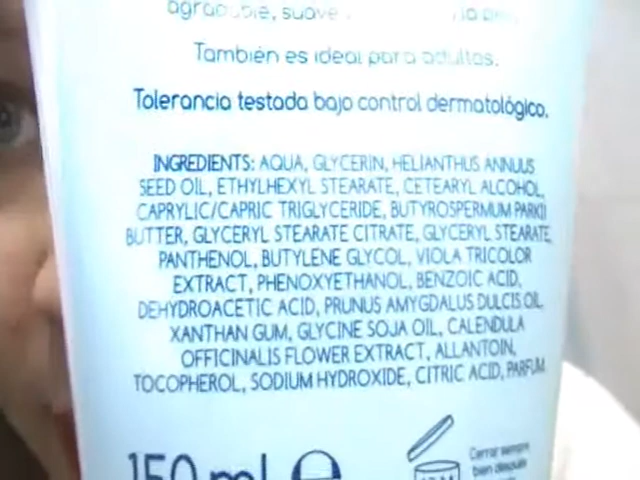 agradable, suave
También es ideal para adultos.
Tolerancia testada bajo control dermatológico.
INGREDIENTS: AQUA, GLYCERIN, HELIANTHUS ANNUUS
SEED OIL, ETHYLHEXYL STEARATE, CETEARYL ALCOHOL,
CAPRYLIC/CAPRIC TRIGLYCERIDE, BUTYROSPERMUM PARKII
BUTTER, GLYCERYL STEARATE CITRATE, GLYCERYL STEARATE,
PANTHENOL, BUTYLENE GLYCOL, VIOLA TRICOLOR
EXTRACT, PHENOXYETHANOL, BENZOIC ACID,
DEHYDROACETIC ACID, PRUNUS AMYGDALUS DULCIS OIL,
XANTHAN GUM, GLYCINE SOJA OIL, CALENDULA
OFFICINALIS FLOWER EXTRACT, ALLANTOIN,
TOCOPHEROL, SODIUM HYDROXIDE, CITRIC ACID, PARFUM.
150 ml e
Cerrar siempre
bien después